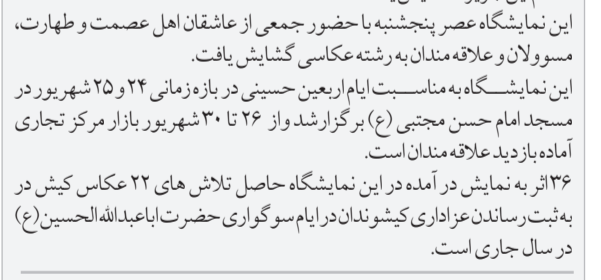 این نمایشگاه عصر پنجشنبه با حضور جمعی از عاشقان اهل عصمت و طهارت،
مسوولان و علاقه مندان به رشته عکاسی گشایش یافت.
این نمایشگاه به مناسبت ایام اربعین حسینی در بازه زمانی ۲۴ و ۲۵ شهریور در
مسجد امام حسن مجتبی (ع) برگزار شد و از ۲۶ تا ۳۰ شهریور بازار مرکز تجاری
آماده بازدید علاقه مندان است.
۳۶ اثر به نمایش در آمده در این نمایشگاه حاصل تلاش های ۲۲ عکاس کیش در
به ثبت رساندن عزاداری کیشوندان در ایام سوگواری حضرت اباعبدالله الحسین (ع)
در سال جاری است.